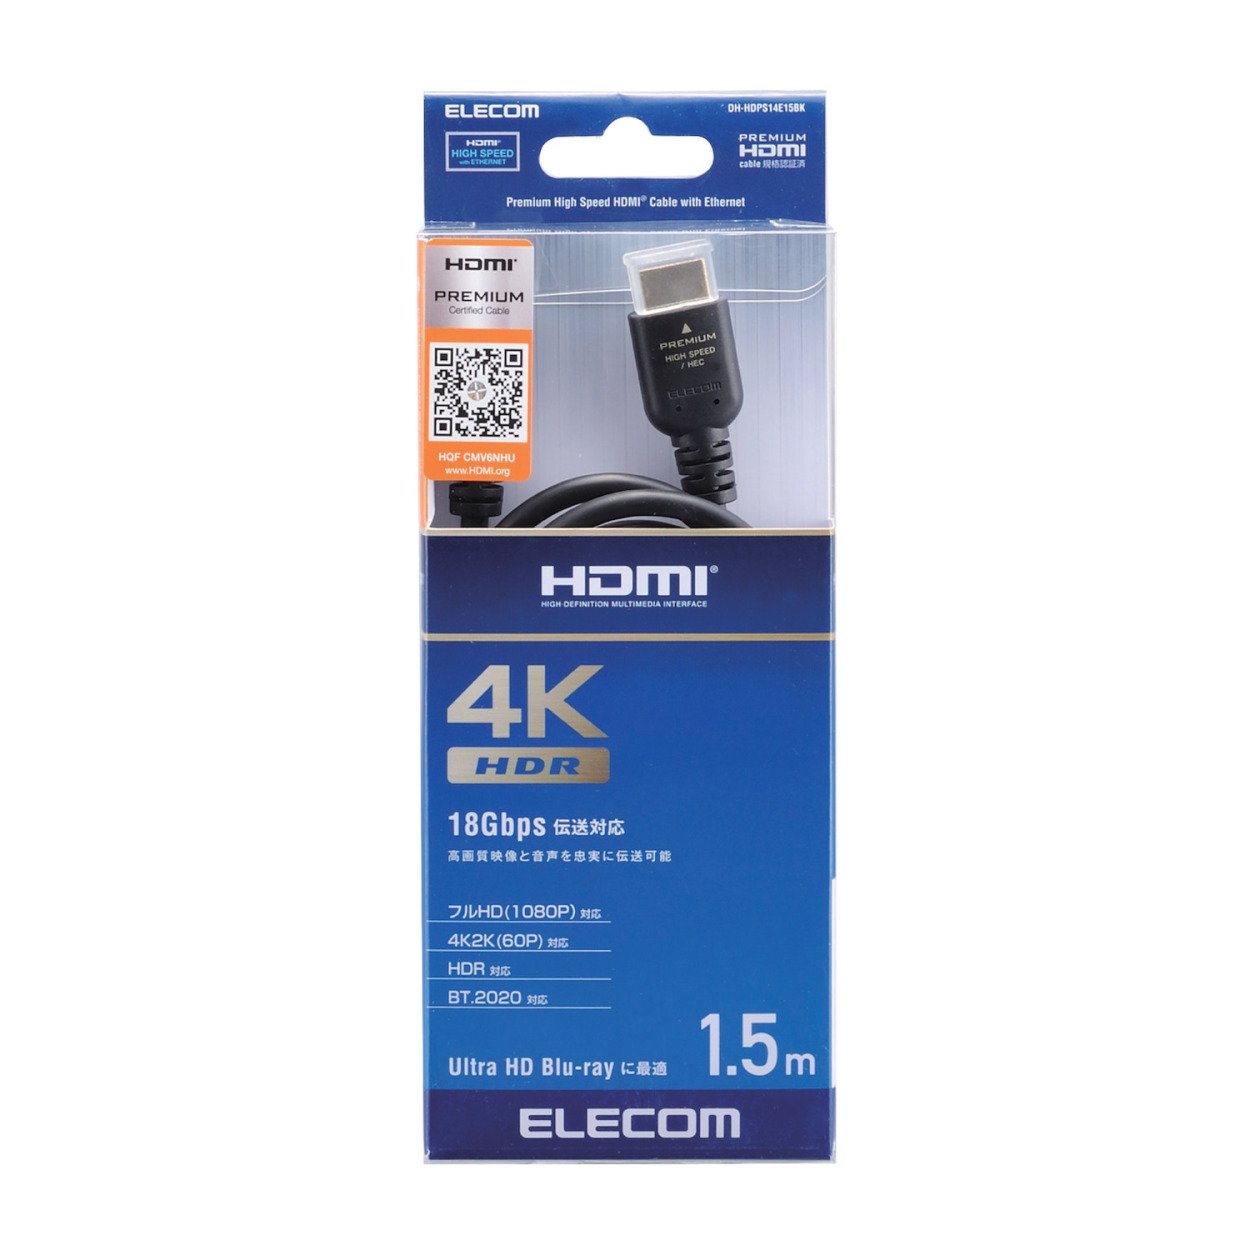 ELECOM
DH-HDPS14E15BK
HDMI
HIGH SPEED
with ETHERNET
PREMIUM
HDMI
cable 規格認証済
Premium High Speed HDMI® Cable with Ethernet
HDMI
PREMIUM
Certified Cable
HQF CMV6NHU
www.HDMI.org
PREMIUM
HIGH SPEED
/ HEC
ELECOM
HDMI®
HIGH-DEFINITION MULTIMEDIA INTERFACE
4K
HDR
18Gbps 伝送対応
高画質映像と音声を忠実に伝送可能
フルHD(1080P) 対応
4K2K(60P) 対応
HDR 対応
BT.2020 対応
Ultra HD Blu-ray に最適
1.5m
ELECOM